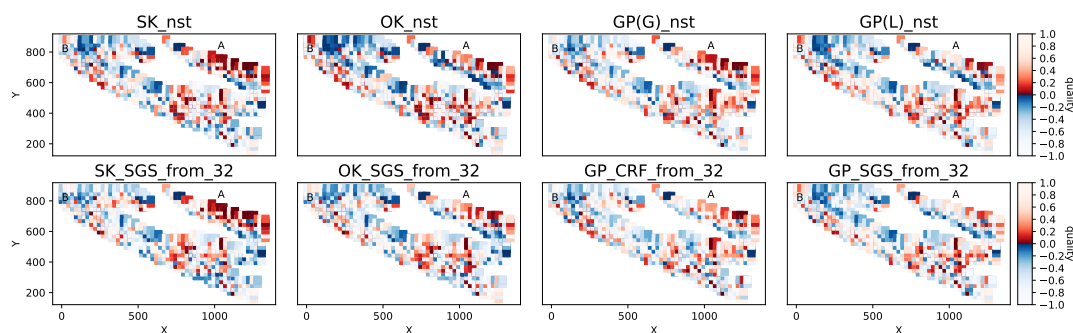 SK_nst OK_nst GP(G)_nst GP(L)_nst
800
600
400
200
Y
B A
B A
B A
B A
1.0
0.8
0.6
0.4
0.2
0.0
−0.2
−0.4
−0.6
−0.8
−1.0
quality
SK_SGS_from_32 OK_SGS_from_32 GP_CRF_from_32 GP_SGS_from_32
800
600
400
200
Y
B A
B A
B A
B A
1.0
0.8
0.6
0.4
0.2
0.0
−0.2
−0.4
−0.6
−0.8
−1.0
quality
0 500 1000 0 500 1000 0 500 1000 0 500 1000
X X X X